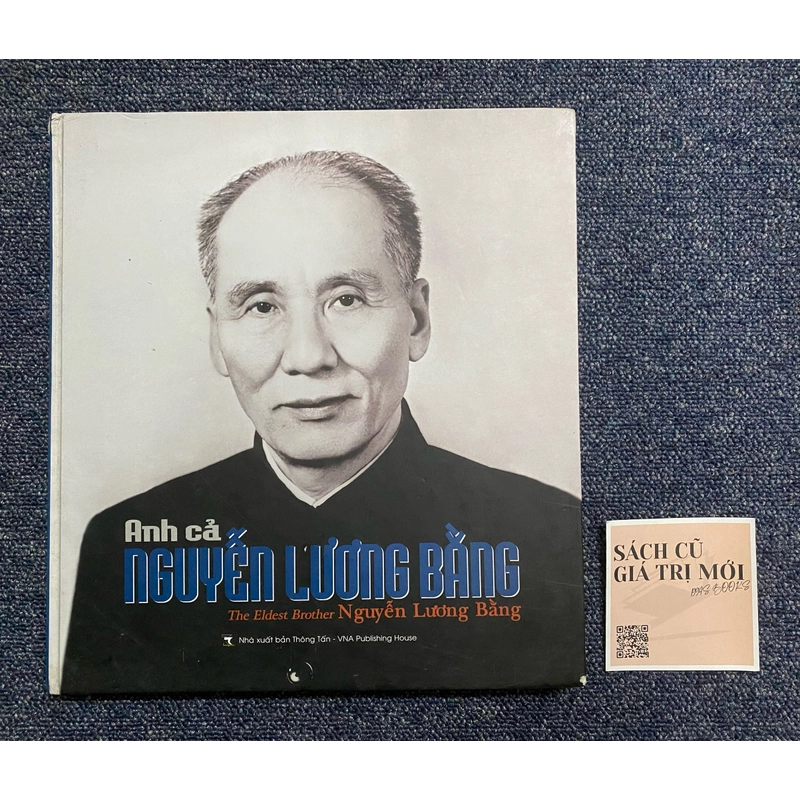 Anh cả
NGUYỄN LƯƠNG BẰNG
The Eldest Brother Nguyễn Lương Bằng
Nhà xuất bản Thông Tấn - VNA Publishing House
SÁCH CŨ
GIÁ TRỊ MỚI